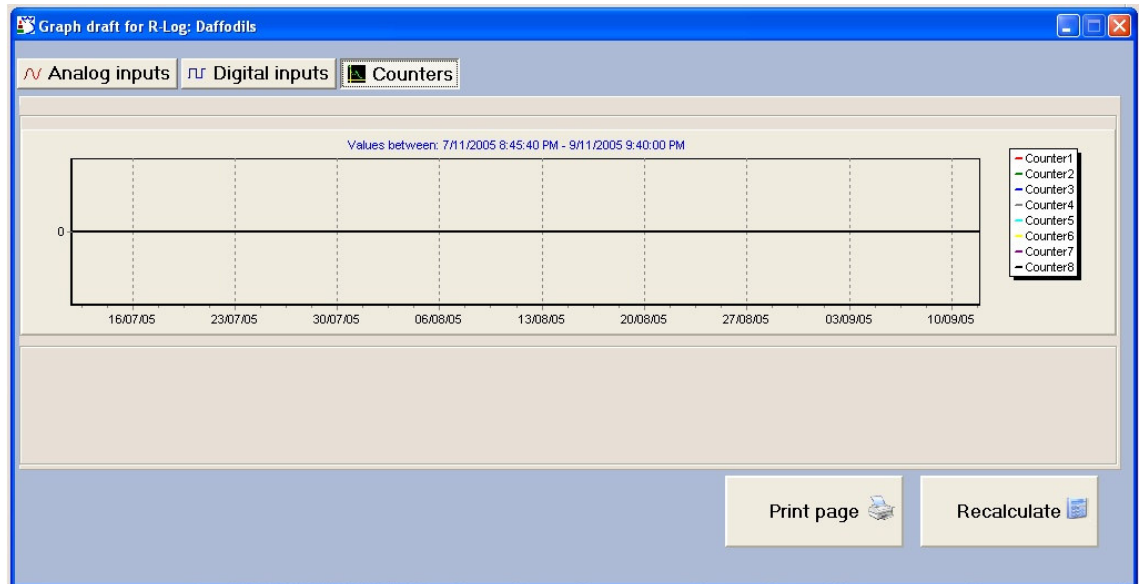 Graph draft for R-Log: Daffodils
Analog inputs Digital inputs Counters
Values between: 7/11/2005 8:45:40 PM - 9/11/2005 9:40:00 PM
0
16/07/05 23/07/05 30/07/05 06/08/05 13/08/05 20/08/05 27/08/05 03/09/05 10/09/05
Counter1
Counter2
Counter3
Counter4
Counter5
Counter6
Counter7
Counter8
Print page Recalculate